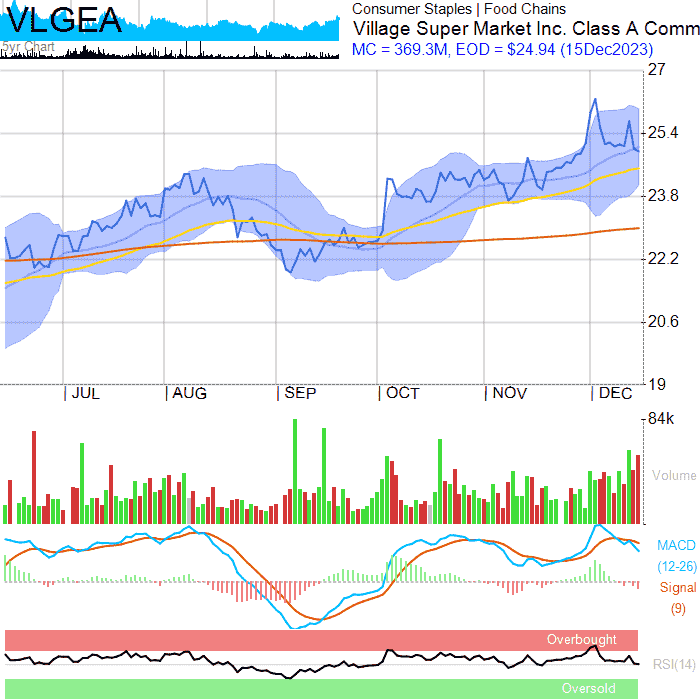 VLGEA
5yr Chart
Consumer Staples | Food Chains
Village Super Market Inc. Class A Comm
MC = 369.3M, EOD = $24.94 (15Dec2023)
27
25.4
23.8
22.2
20.6
19
JUL AUG SEP OCT NOV DEC
84k
Volume
MACD
(12-26)
Signal
(9)
Overbought
RSI(14)
Oversold